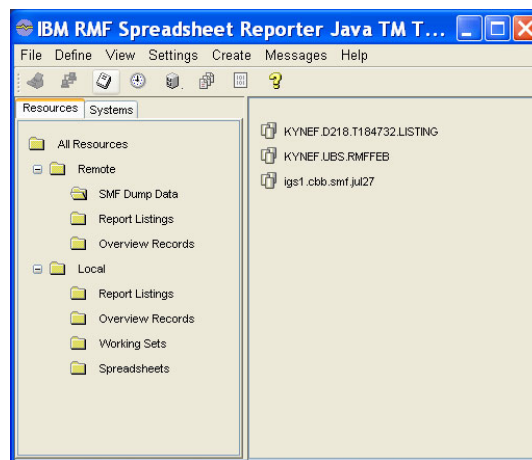 IBM RMF Spreadsheet Reporter Java TM T...
File Define View Settings Create Messages Help
Resources Systems
All Resources
Remote
SMF Dump Data
Report Listings
Overview Records
Local
Report Listings
Overview Records
Working Sets
Spreadsheets
KYNEF.D218.T184732.LISTING
KYNEF.UBS.RMFFEB
igs1.cbb.smf.jul27